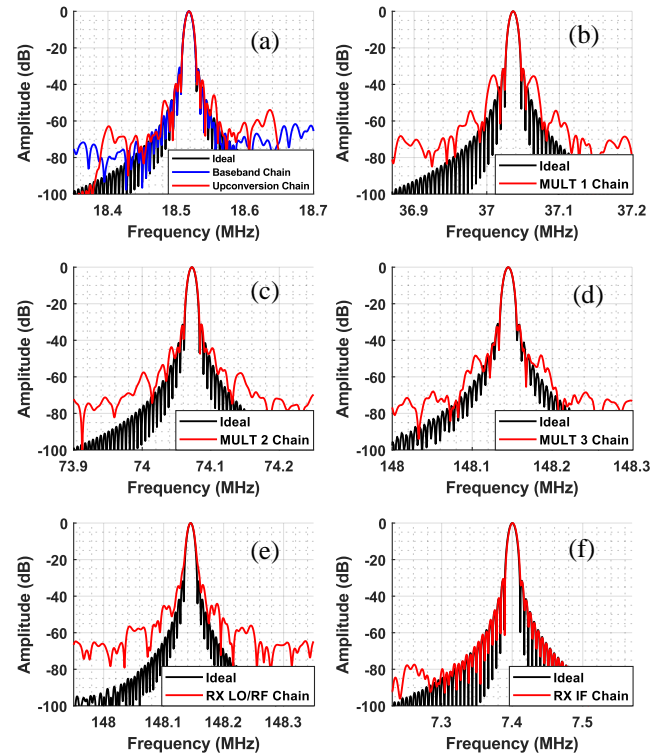 (a)
Amplitude (dB)
0
-20
-40
-60
-80
-100
Ideal
Baseband Chain
Upconversion Chain
18.4 18.5 18.6 18.7
Frequency (MHz)
(b)
Amplitude (dB)
0
-20
-40
-60
-80
-100
Ideal
MULT 1 Chain
36.9 37 37.1 37.2
Frequency (MHz)
(c)
Amplitude (dB)
0
-20
-40
-60
-80
-100
Ideal
MULT 2 Chain
73.9 74 74.1 74.2
Frequency (MHz)
(d)
Amplitude (dB)
0
-20
-40
-60
-80
-100
Ideal
MULT 3 Chain
148 148.1 148.2 148.3
Frequency (MHz)
(e)
Amplitude (dB)
0
-20
-40
-60
-80
-100
Ideal
RX LO/RF Chain
148 148.1 148.2 148.3
Frequency (MHz)
(f)
Amplitude (dB)
0
-20
-40
-60
-80
-100
Ideal
RX IF Chain
7.3 7.4 7.5
Frequency (MHz)